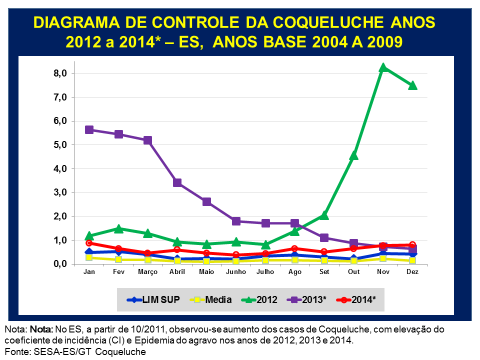 DIAGRAMA DE CONTROLE DA COQUELUCHE ANOS
2012 a 2014* – ES, ANOS BASE 2004 A 2009
8,0
7,0
6,0
5,0
4,0
3,0
2,0
1,0
0,0
Jan Fev Março Abril Maio Junho Julho Ago Set Out Nov Dez
LIM SUP Media 2012 2013* 2014*
Nota: Nota: No ES, a partir de 10/2011, observou-se aumento dos casos de Coqueluche, com elevação do
coeficiente de incidência (CI) e Epidemia do agravo nos anos de 2012, 2013 e 2014.
Fonte: SESA-ES/GT Coqueluche